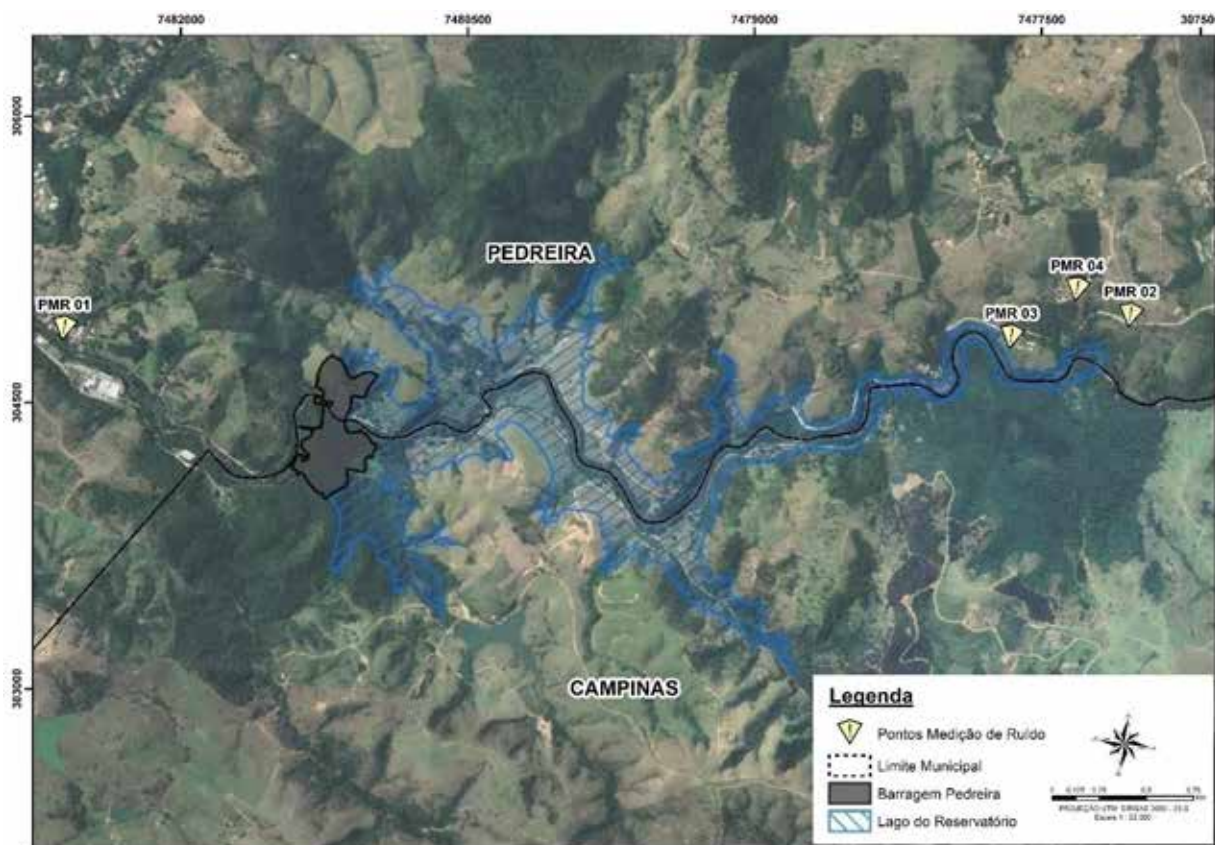 7482000
7480500
7479000
7477500
306000
304500
303000
PEDREIRA
PMR 01
PMR 04
PMR 02
PMR 03
CAMPINAS
Legenda
Pontos Medição de Ruído
Limite Municipal
Barragem Pedreira
Lago do Reservatório